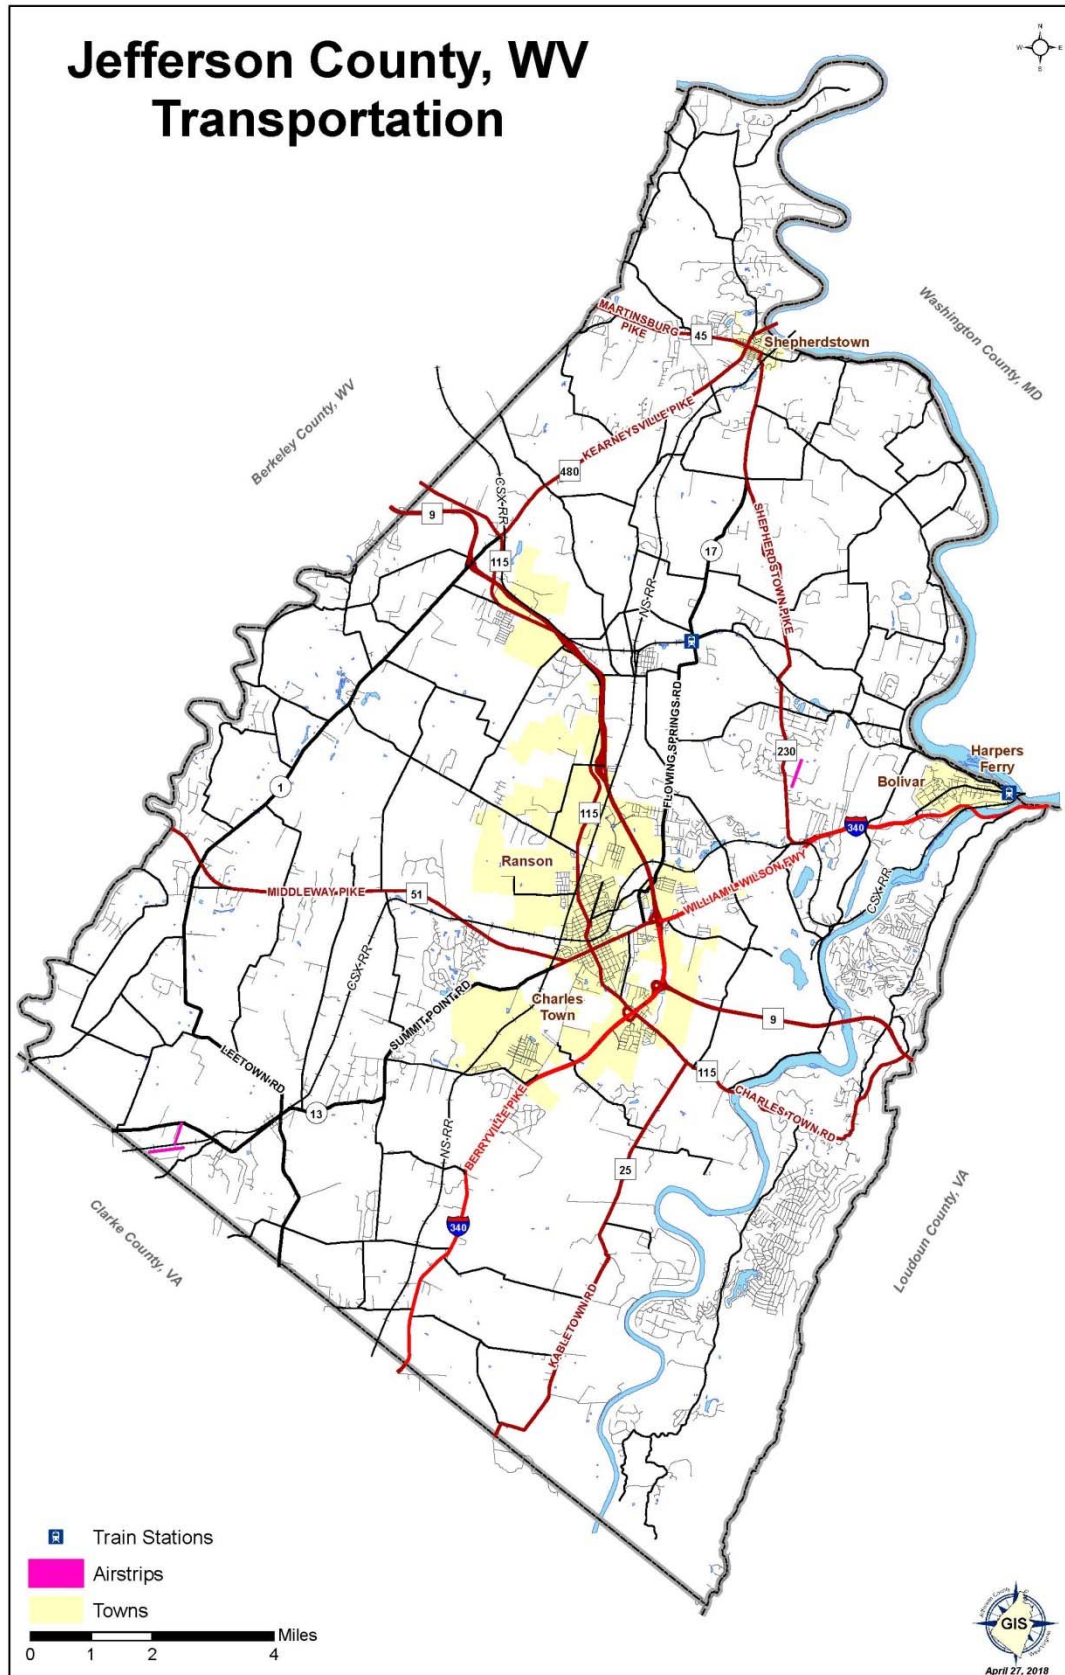 Jefferson County, WV
Transportation
N
W
E
S
Washington County, MD
MARTINSBURG
PIKE
45
Shepherdstown
Berkeley County, WV
KEARNEYSVILLE PIKE
480
CSX-RR
9
115
17
SHEPHERDSTOWN PIKE
NS-RR
FLOWING SPRINGS RD
230
Harpers
Ferry
Bolivar
1
115
340
Ranson
WILLIAM L WILSON FWY
CSX-RR
MIDDLEWAY PIKE
51
CSX-RR
SUMMIT POINT RD
Charles
Town
9
LEETOWN RD
115
CHARLES TOWN RD
13
BERRYVILLE PIKE
NS-RR
25
340
Clarke County, VA
Loudoun County, VA
KABLETOWN RD
Train Stations
Airstrips
Towns
Miles
0 1 2 4
Jefferson County
GIS
April 27, 2018